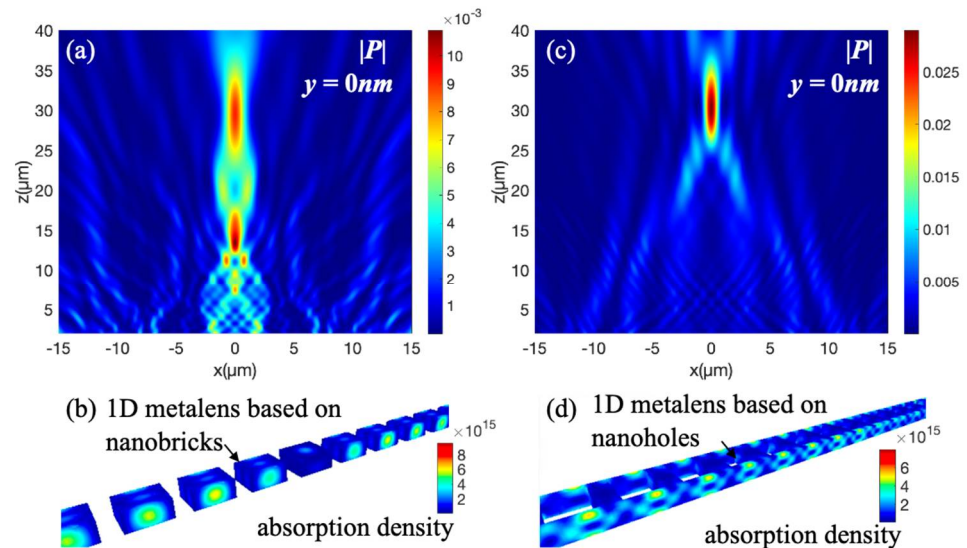 (a)
|P|
y = 0nm
×10⁻³
10
9
8
7
6
5
4
3
2
1
40
35
30
25
20
15
10
5
z(μm)
-15 -10 -5 0 5 10 15
x(μm)
(c)
|P|
y = 0nm
0.025
0.02
0.015
0.01
0.005
40
35
30
25
20
15
10
5
z(μm)
-15 -10 -5 0 5 10 15
x(μm)
(b) 1D metalens based on
nanobricks
×10¹⁵
8
6
4
2
absorption density
(d) 1D metalens based on
nanoholes
×10¹⁵
6
4
2
absorption density